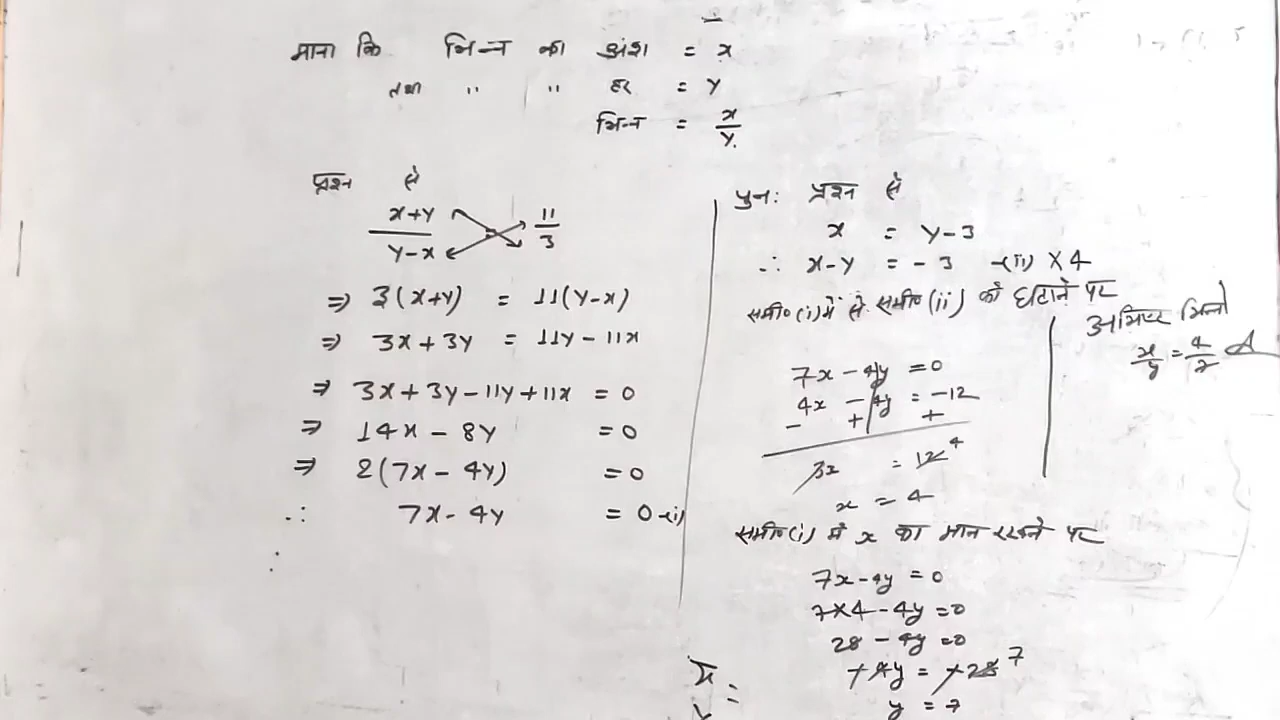 माना कि भिन्न का अंश = x
तथा " " हर = y
भिन्न = x/y
प्रश्न से
x+y / y-x 11/3
=> 3(x+y) = 11(y-x)
=> 3x+3y = 11y-11x
=> 3x+3y-11y+11x = 0
=> 14x-8y = 0
=> 2(7x-4y) = 0
∴ 7x-4y = 0 -(i)
पुनः प्रश्न से
x = y-3
∴ x-y = -3 -(ii) ×4
समी० (i) में से समी० (ii) को घटाने पर
7x-4y = 0
4x-4y = -12
- + +
3x = 12 4
x = 4
समी० (i) में x का मान रखने पर
7x-4y = 0
7×4-4y = 0
28-4y = 0
+4y = +28 7
y = 7
x/y = 4/7
x
y =